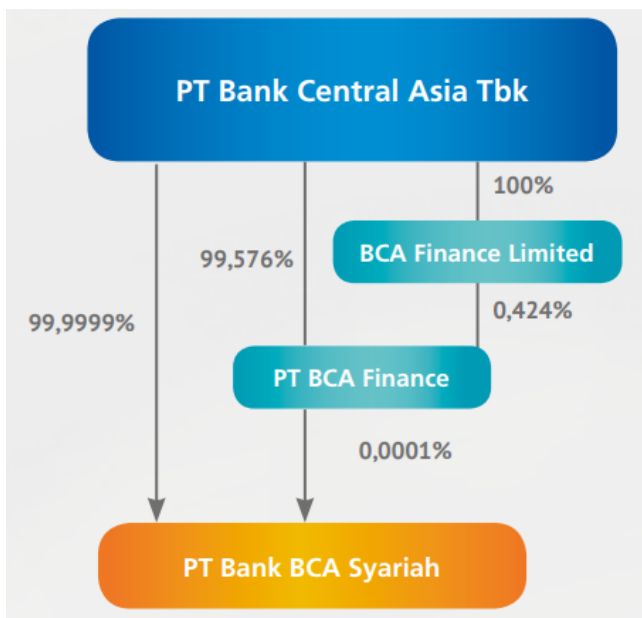 PT Bank Central Asia Tbk
100%
BCA Finance Limited
99,576%
0,424%
99,9999%
PT BCA Finance
0,0001%
PT Bank BCA Syariah